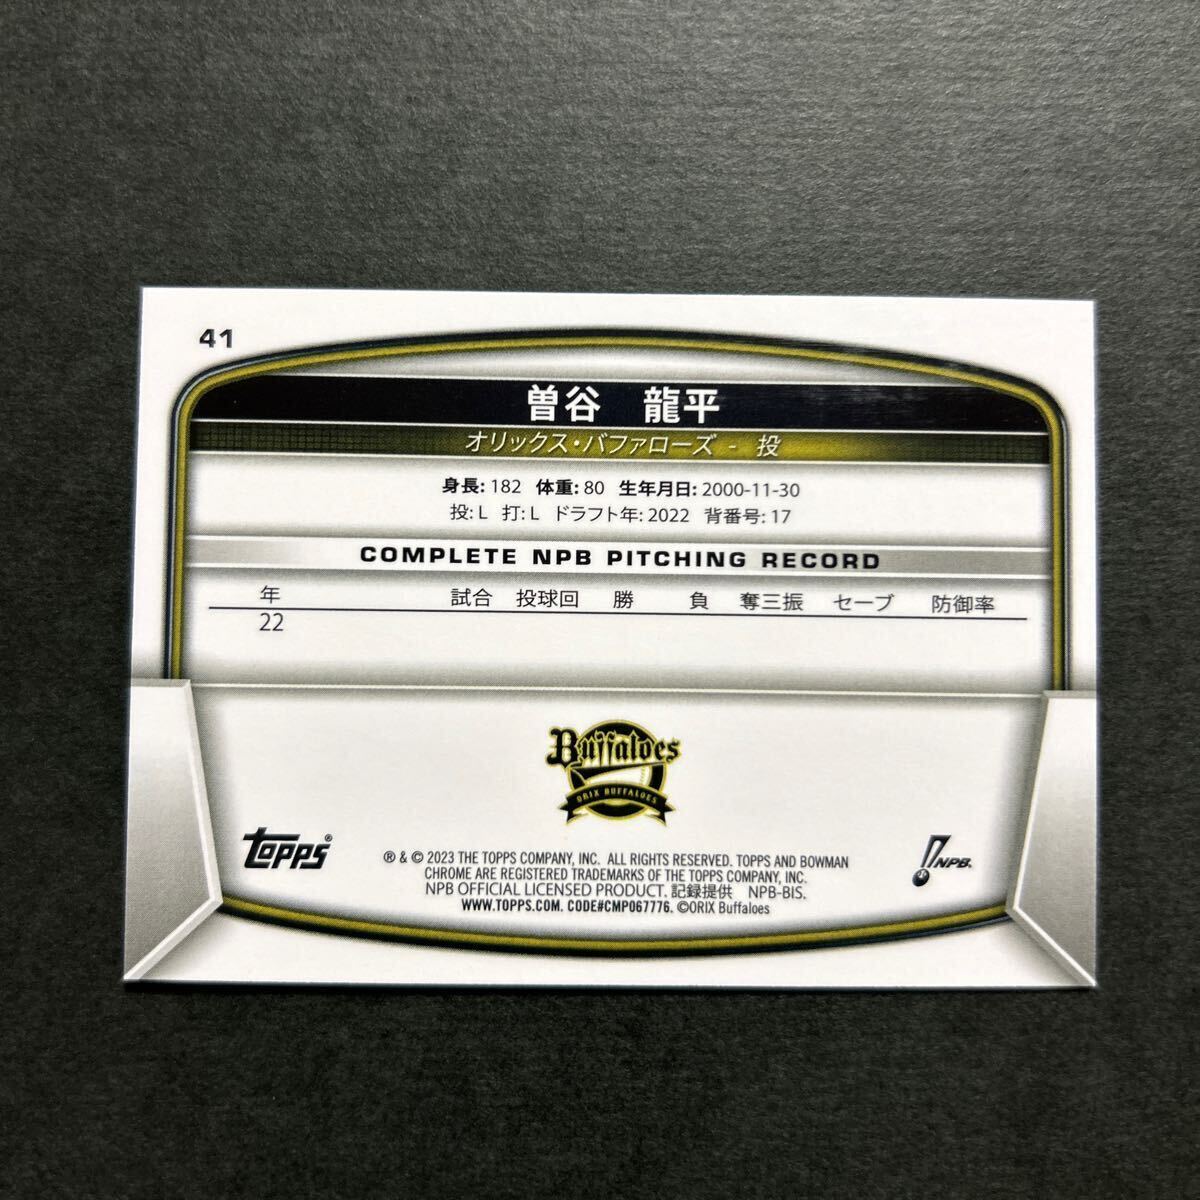 41
曽谷 龍平
オリックス・バファローズ - 投
身長: 182 体重: 80 生年月日: 2000-11-30
投: L 打: L ドラフト年: 2022 背番号: 17
COMPLETE NPB PITCHING RECORD
年 試合 投球回 勝 負 奪三振 セーブ 防御率
22
Buffaloes
ORIX BUFFALOES
TOPPS®
® & © 2023 THE TOPPS COMPANY, INC. ALL RIGHTS RESERVED. TOPPS AND BOWMAN
CHROME ARE REGISTERED TRADEMARKS OF THE TOPPS COMPANY, INC.
NPB OFFICIAL LICENSED PRODUCT. 記録提供 NPB-BIS.
WWW.TOPPS.COM. CODE#CMP067776. ©ORIX Buffaloes
NPB.